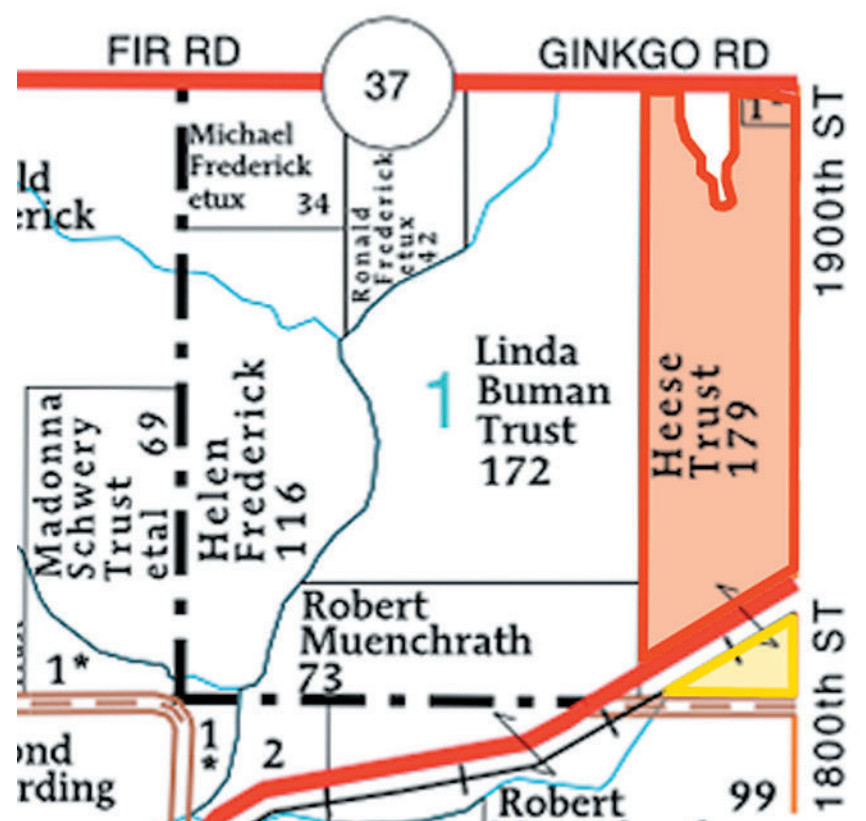 FIR RD
GINKGO RD
37
1900th ST
Michael
Frederick
etux 34
Ronald
Frederick
etux
42
ld
erick
1
Linda
Buman
Trust
172
Heese
Trust
179
Madonna
Schwery
Trust
etal 69
Helen
Frederick
116
Robert
Muenchrath
73
1*
1800th ST
1
*
2
ond
rding
Robert
99